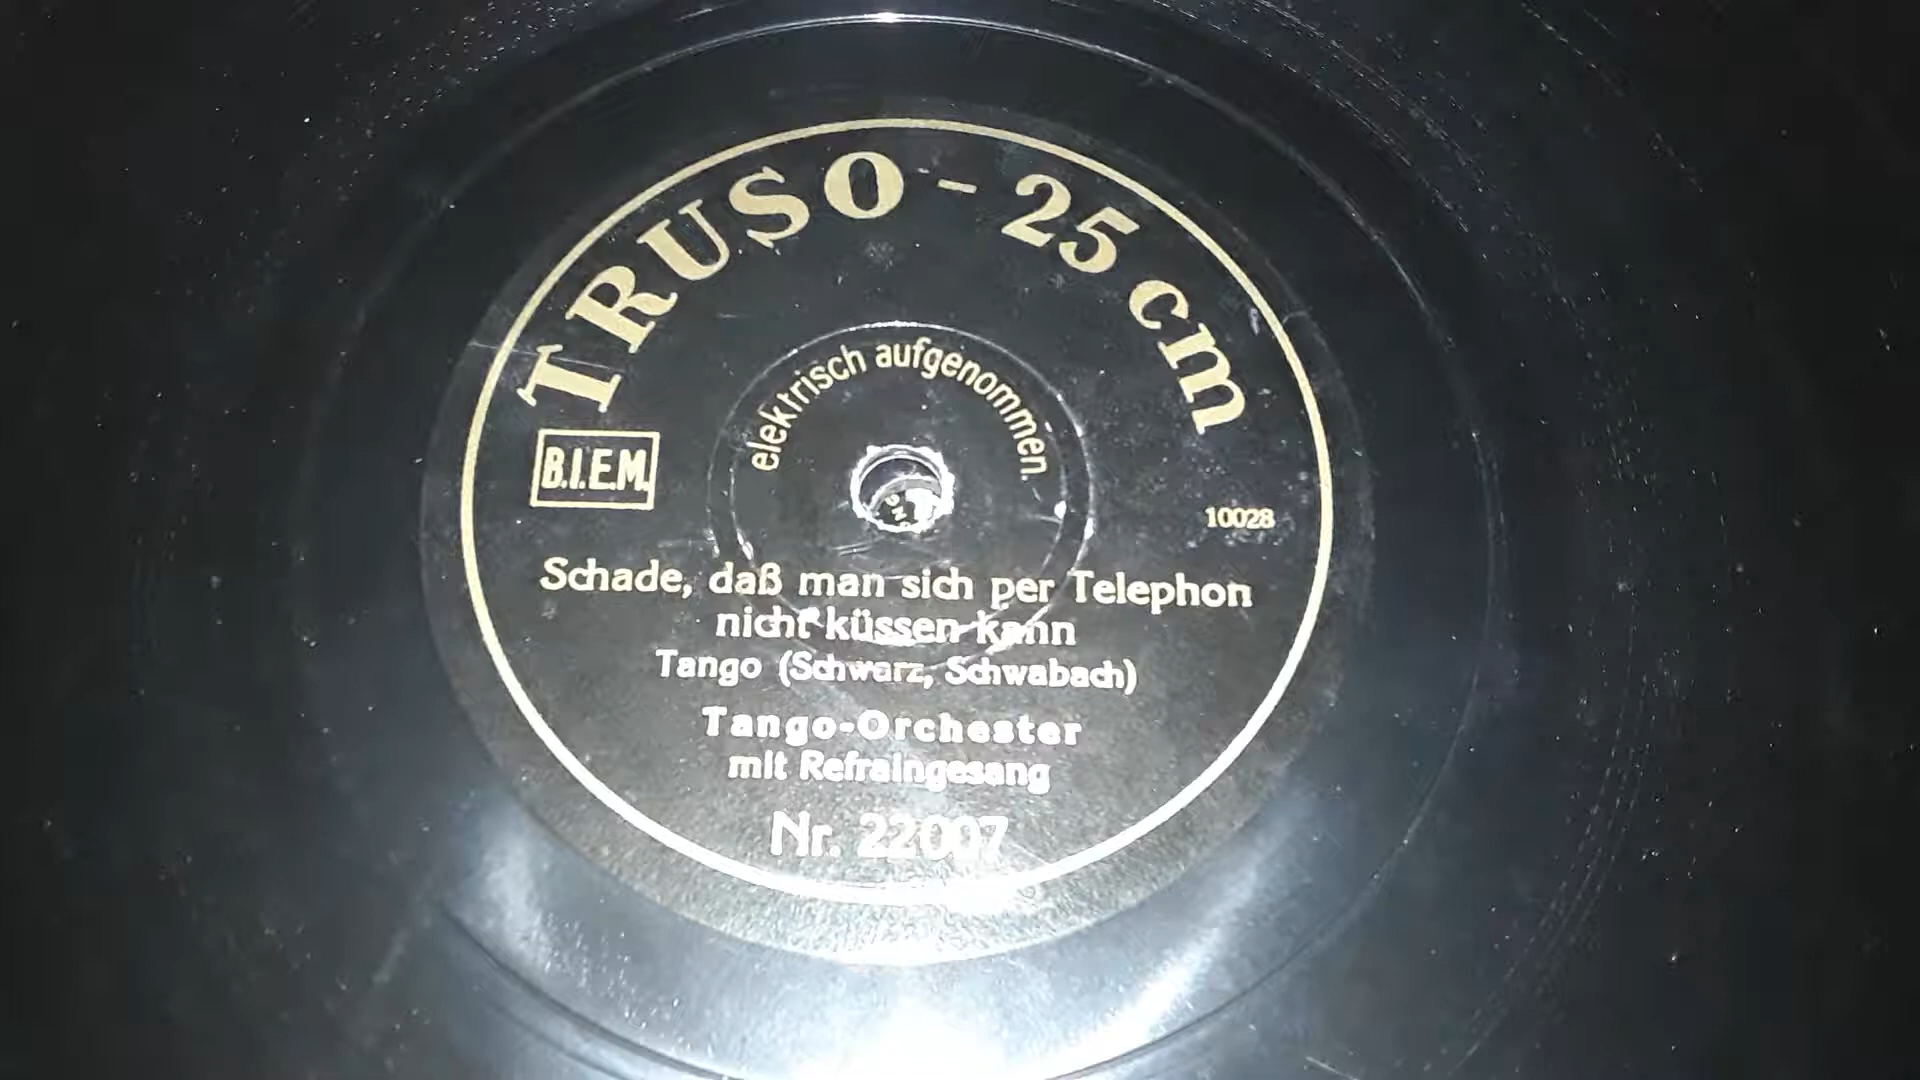 TRUSO - 25 cm
elektrisch aufgenommen.
B.I.E.M.
10028
Schade, daß man sich per Telephon
nicht küssen kann
Tango (Schwarz, Schwabach)
Tango-Orchester
mit Refraingesang
Nr. 22007